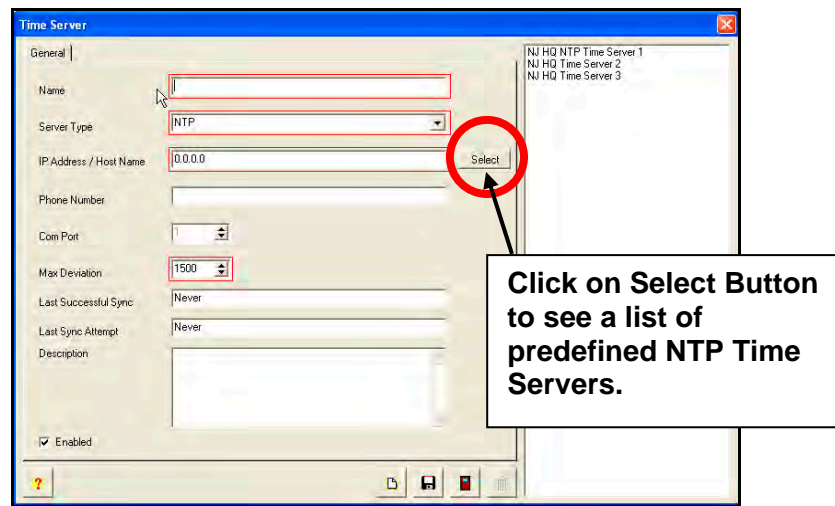 Time Server
General
NJ HQ NTP Time Server 1
NJ HQ Time Server 2
NJ HQ Time Server 3
Name
Server Type
NTP
IP Address / Host Name
0.0.0.0
Select
Phone Number
Com Port
1
Max Deviation
1500
Last Successful Sync
Never
Last Sync Attempt
Never
Description
Enabled
?
Click on Select Button
to see a list of
predefined NTP Time
Servers.